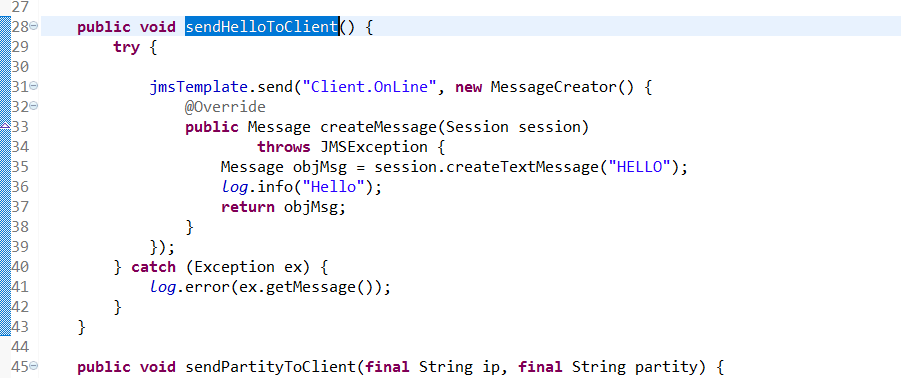 27
28 public void sendHelloToClient() {
29 try {
30
31 jmsTemplate.send("Client.OnLine", new MessageCreator() {
32 @Override
33 public Message createMessage(Session session)
34 throws JMSException {
35 Message objMsg = session.createTextMessage("HELLO");
36 log.info("Hello");
37 return objMsg;
38 }
39 });
40 } catch (Exception ex) {
41 log.error(ex.getMessage());
42 }
43 }
44
45 public void sendPartityToClient(final String ip, final String partity) {